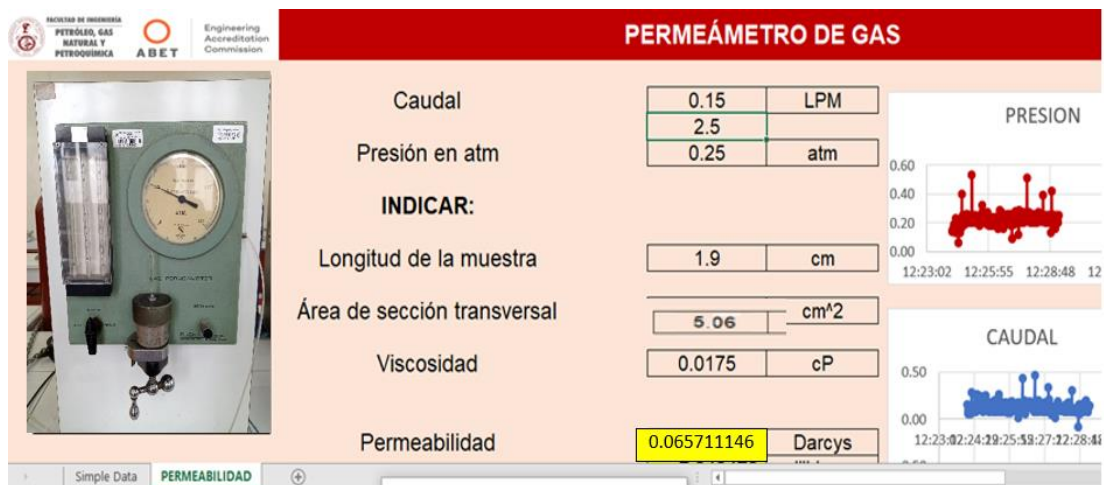 FACULTAD DE INGENIERÍA
PETRÓLEO, GAS
NATURAL Y
PETROQUÍMICA
ABET
Engineering
Accreditation
Commission
PERMEÁMETRO DE GAS
Caudal 0.15 LPM
2.5
Presión en atm 0.25 atm
INDICAR:
Longitud de la muestra 1.9 cm
Área de sección transversal 5.06 cm^2
Viscosidad 0.0175 cP
Permeabilidad 0.065711146 Darcys
PRESION
0.60
0.40
0.20
0.00
12:23:02 12:25:55 12:28:48 12
CAUDAL
0.50
0.00
GAS PERMEAMETER
Simple Data PERMEABILIDAD